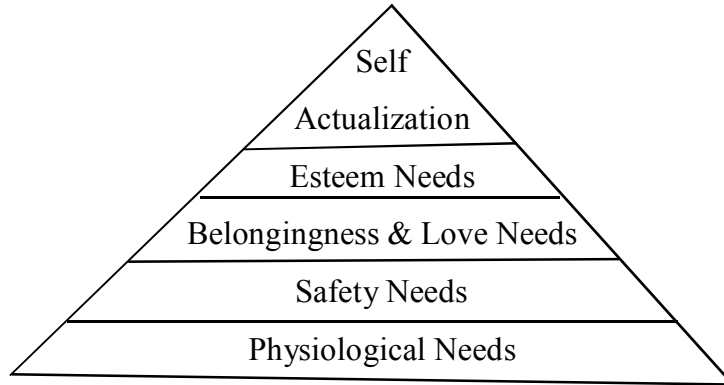 Self
Actualization
Esteem Needs
Belongingness & Love Needs
Safety Needs
Physiological Needs